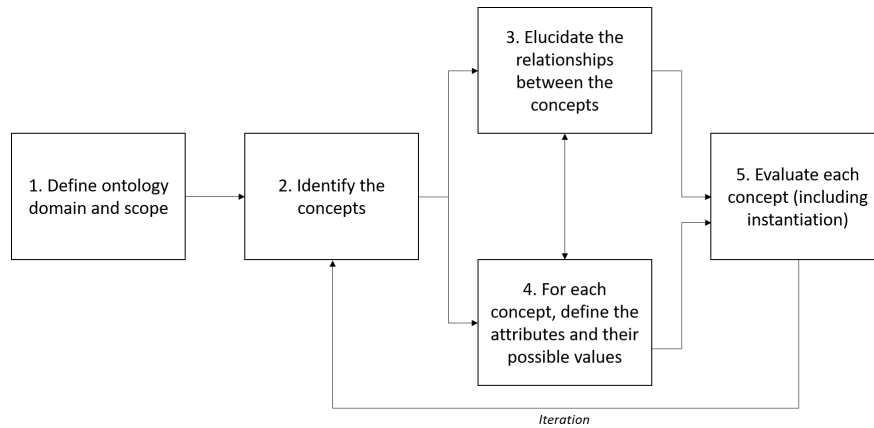 3. Elucidate the
relationships
between the
concepts
1. Define ontology
domain and scope
2. Identify the
concepts
5. Evaluate each
concept (including
instantiation)
4. For each
concept, define the
attributes and their
possible values
Iteration